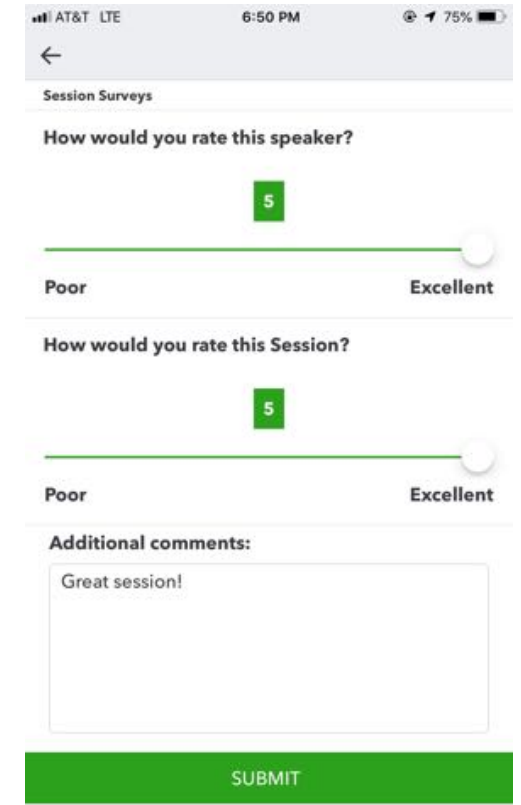 AT&T LTE 6:50 PM 75%
Session Surveys
How would you rate this speaker?
5
Poor Excellent
How would you rate this Session?
5
Poor Excellent
Additional comments:
Great session!
SUBMIT